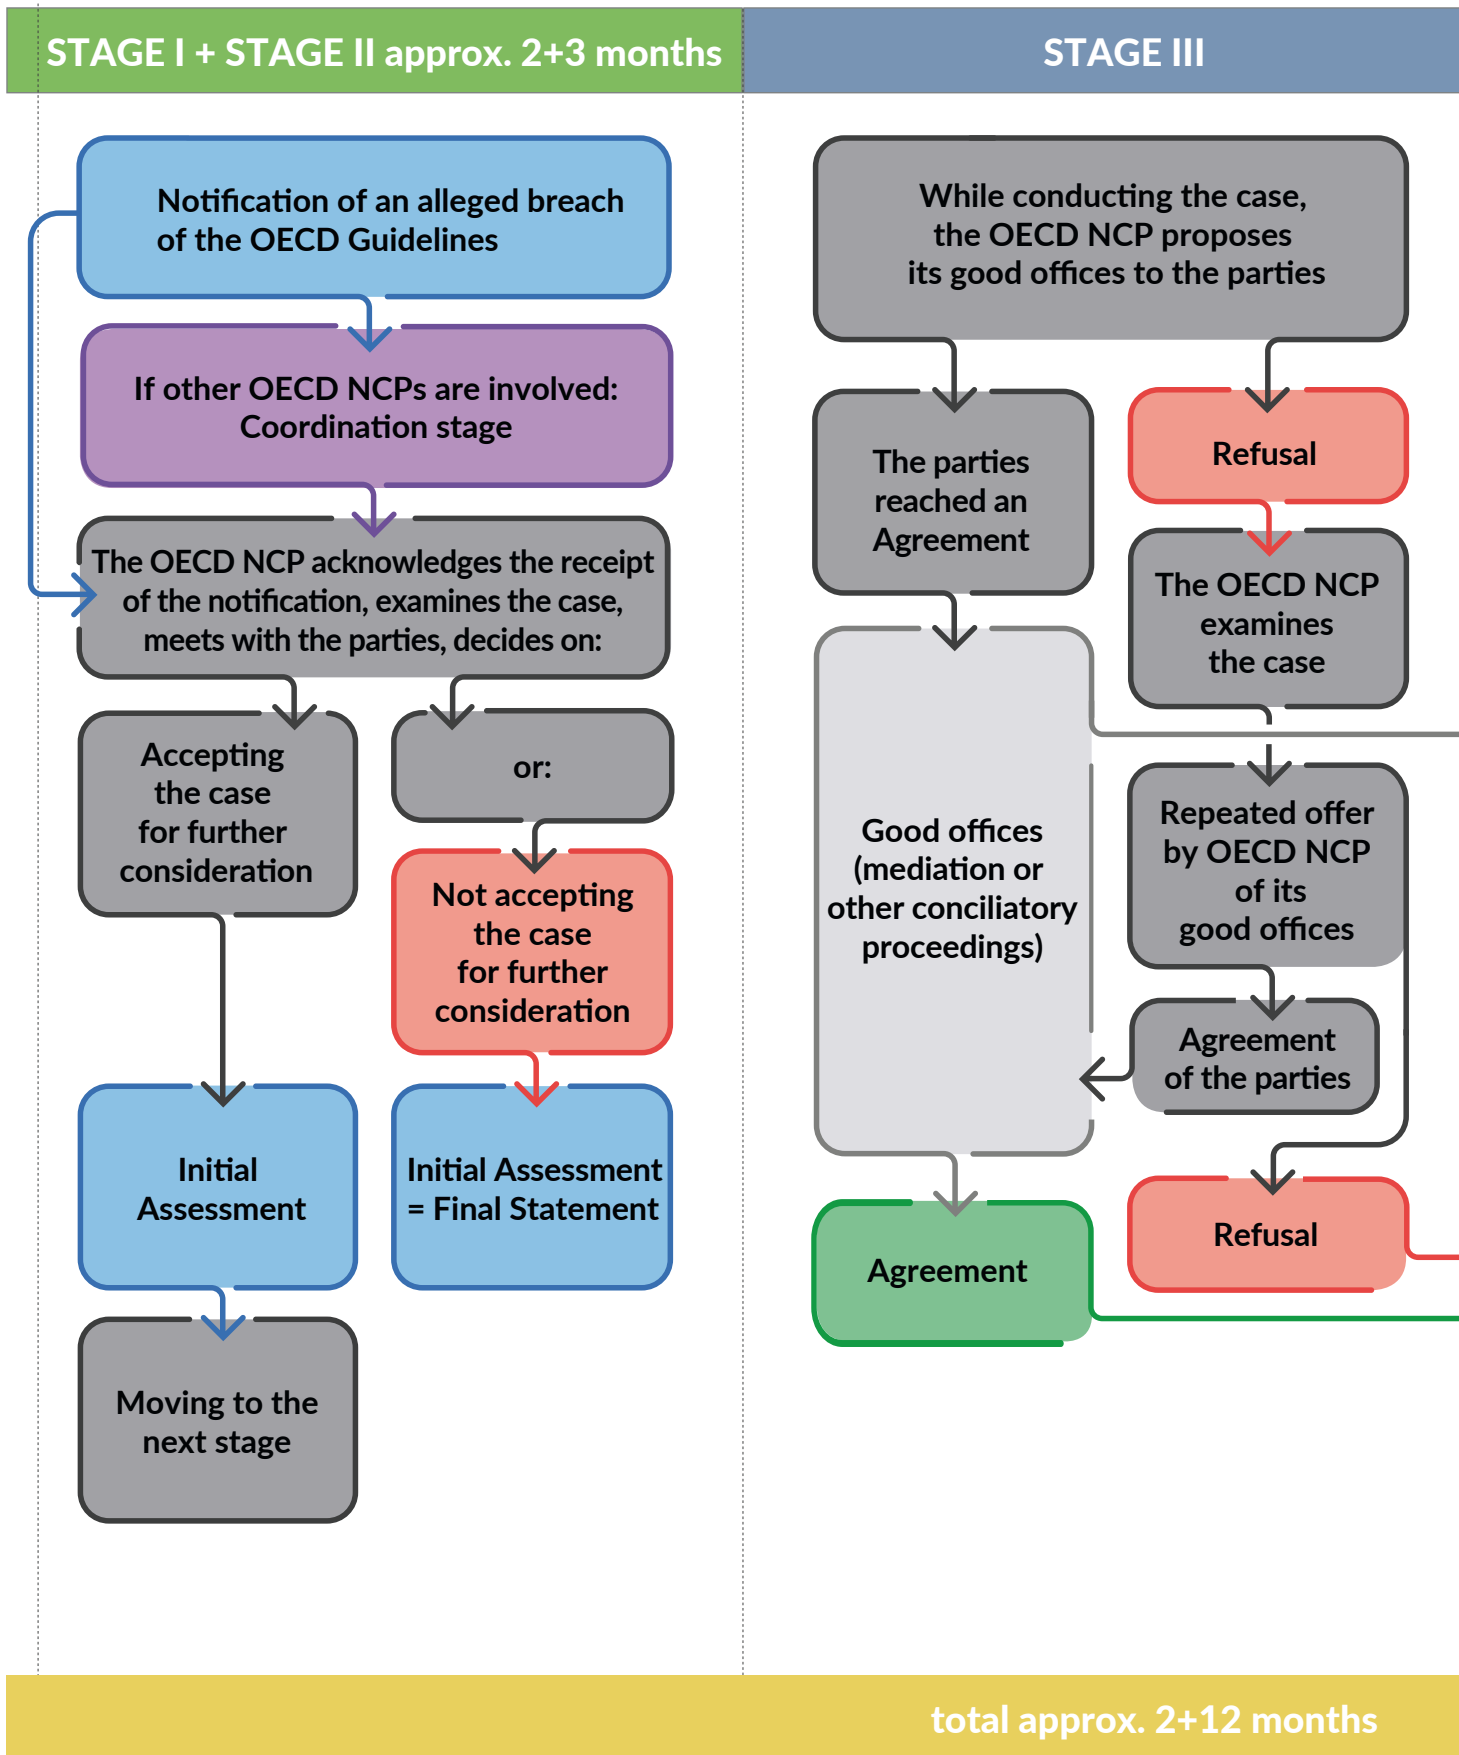 STAGE I + STAGE II approx. 2+3 months
STAGE III
Notification of an alleged breach
of the OECD Guidelines
If other OECD NCPs are involved:
Coordination stage
The OECD NCP acknowledges the receipt
of the notification, examines the case,
meets with the parties, decides on:
Accepting
the case
for further
consideration
or:
Not accepting
the case
for further
consideration
Initial
Assessment
Initial Assessment
= Final Statement
Moving to the
next stage
While conducting the case,
the OECD NCP proposes
its good offices to the parties
The parties
reached an
Agreement
Refusal
The OECD NCP
examines
the case
Good offices
(mediation or
other conciliatory
proceedings)
Repeated offer
by OECD NCP
of its
good offices
Agreement
of the parties
Agreement
Refusal
total approx. 2+12 months